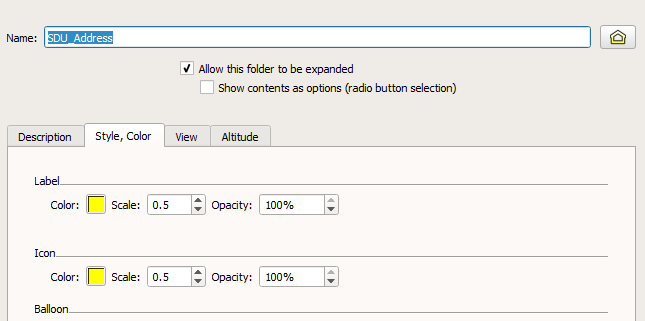 Name: SDU_Address
Allow this folder to be expanded
Show contents as options (radio button selection)
Description Style, Color View Altitude
Label
Color: Scale: 0.5 Opacity: 100%
Icon
Color: Scale: 0.5 Opacity: 100%
Balloon